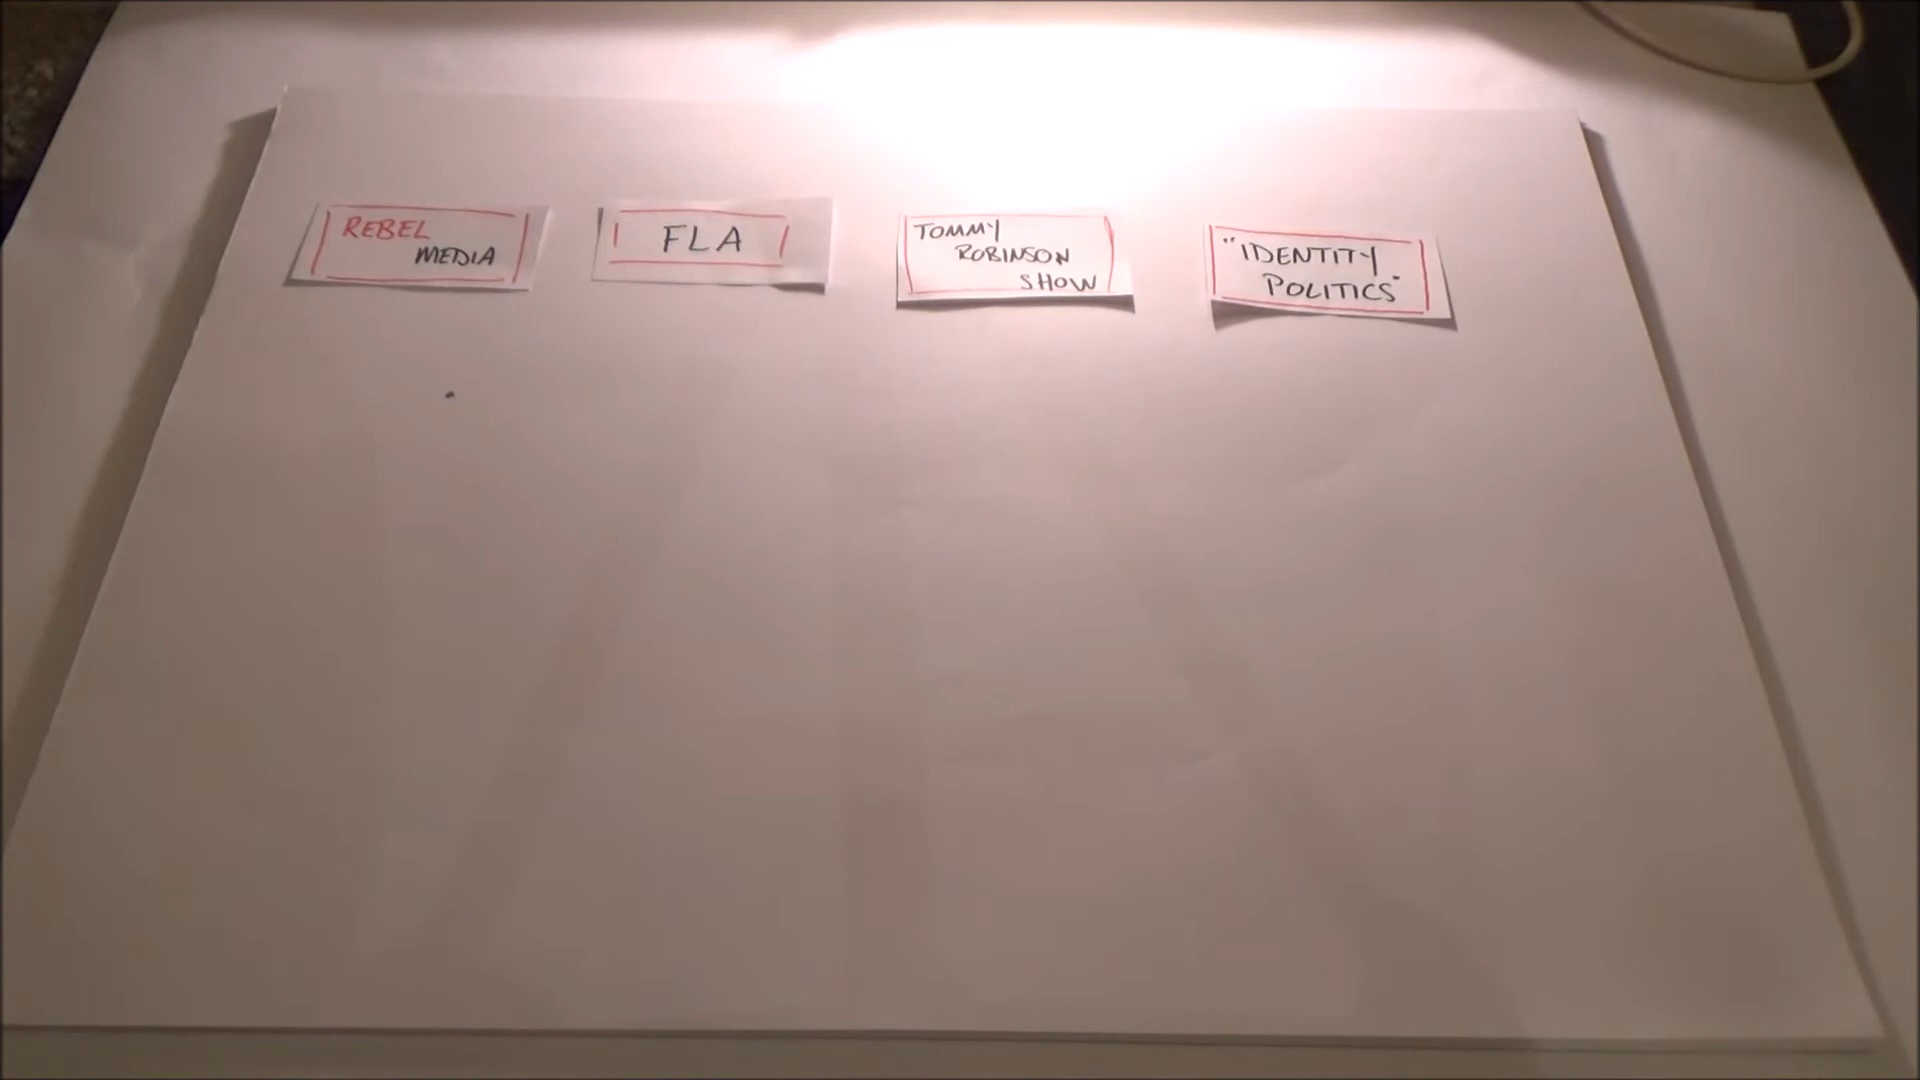 REBEL
MEDIA
FLA
TOMMY
ROBINSON
SHOW
"IDENTITY
POLITICS"